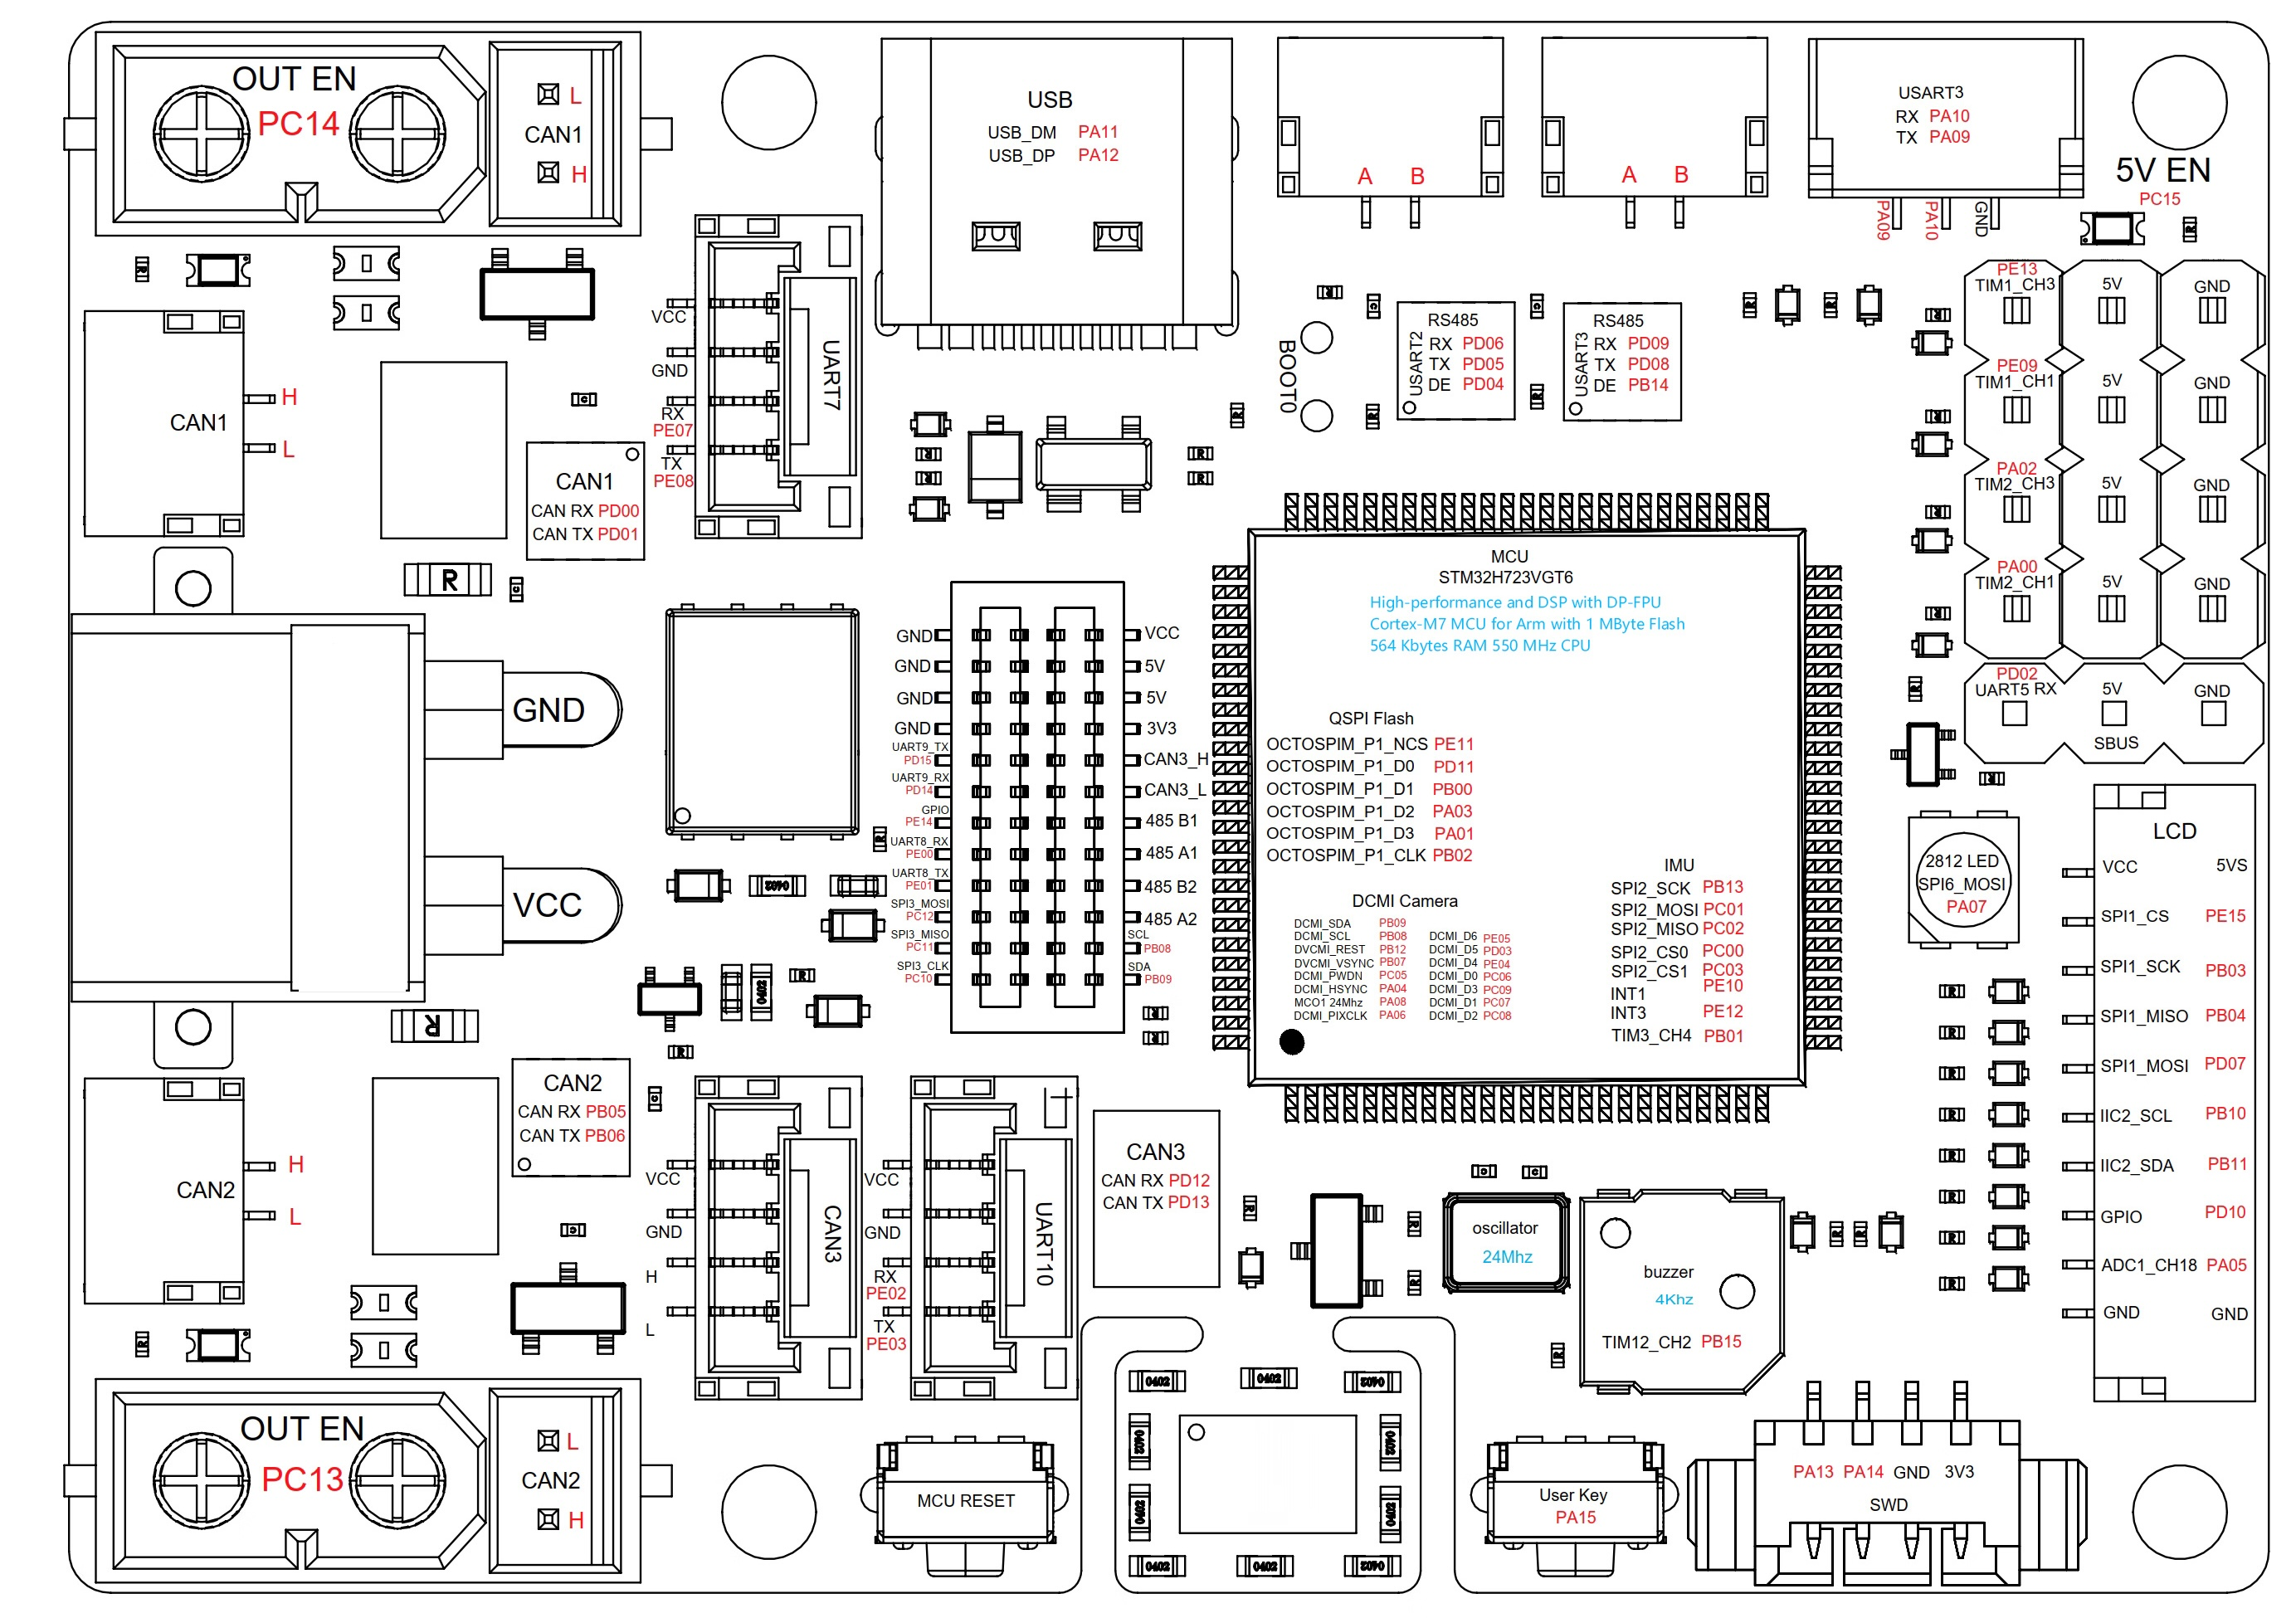 OUT EN
PC14
L
CAN1
H
USB
USB_DM PA11
USB_DP PA12
A B
A B
USART3
RX PA10
TX PA09
PA09 PA10 GND
5V EN
PC15
VCC
GND
RX
PE07
TX
PE08
UART7
CAN1
H
L
CAN1
CAN RX PD00
CAN TX PD01
BOOT0
USART2
RS485
RX PD06
TX PD05
DE PD04
USART3
RS485
RX PD09
TX PD08
DE PB14
PE13
TIM1_CH3 5V GND
PE09
TIM1_CH1 5V GND
PA02
TIM2_CH3 5V GND
PA00
TIM2_CH1 5V GND
PD02
UART5 RX 5V GND
SBUS
R
GND
VCC
R
GND VCC
GND 5V
GND 5V
GND 3V3
UART9_TX
PD15 CAN3_H
UART9_RX
PD14 CAN3_L
GPIO
PE14 485 B1
UART8_RX
PE00 485 A1
UART8_TX
PE01 485 B2
SPI3_MOSI
PC12 485 A2
SPI3_MISO SCL
PC11 PB08
SPI3_CLK SDA
PC10 PB09
MCU
STM32H723VGT6
High-performance and DSP with DP-FPU
Cortex-M7 MCU for Arm with 1 MByte Flash
564 Kbytes RAM 550 MHz CPU
QSPI Flash
OCTOSPIM_P1_NCS PE11
OCTOSPIM_P1_D0 PD11
OCTOSPIM_P1_D1 PB00
OCTOSPIM_P1_D2 PA03
OCTOSPIM_P1_D3 PA01
OCTOSPIM_P1_CLK PB02
DCMI Camera
DCMI_SDA PB09
DCMI_SCL PB08 DCMI_D6 PE05
DVCMI_REST PB12 DCMI_D5 PD03
DVCMI_VSYNC PB07 DCMI_D4 PE04
DCMI_PWDN PC05 DCMI_D0 PC06
DCMI_HSYNC PA04 DCMI_D3 PC09
MCO1 24Mhz PA08 DCMI_D1 PC07
DCMI_PIXCLK PA06 DCMI_D2 PC08
IMU
SPI2_SCK PB13
SPI2_MOSI PC01
SPI2_MISO PC02
SPI2_CS0 PC00
SPI2_CS1 PC03
INT1 PE10
INT3 PE12
TIM3_CH4 PB01
2812 LED
SPI6_MOSI
PA07
LCD
VCC 5VS
SPI1_CS PE15
SPI1_SCK PB03
SPI1_MISO PB04
SPI1_MOSI PD07
IIC2_SCL PB10
IIC2_SDA PB11
GPIO PD10
ADC1_CH18 PA05
GND GND
CAN2
CAN RX PB05
CAN TX PB06
CAN2
H
L
VCC
GND
H
L
CAN3
VCC
GND
RX
PE02
TX
PE03
UART10
CAN3
CAN RX PD12
CAN TX PD13
oscillator
24Mhz
buzzer
4Khz
TIM12_CH2 PB15
OUT EN
PC13
L
CAN2
H
MCU RESET
0402 0402 0402
0402 0402
0402 0402
0402 0402 0402
User Key
PA15
PA13 PA14 GND 3V3
SWD